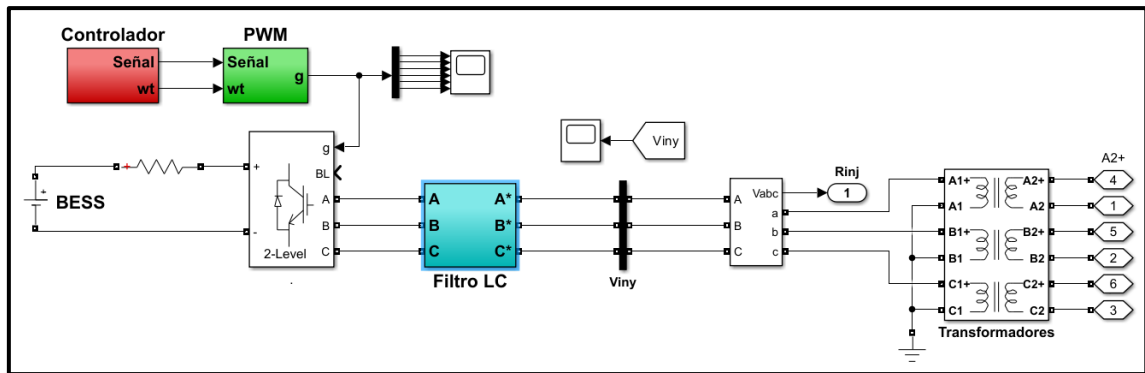 Controlador
PWM
Señal
wt
Señal
wt
g
Viny
g
BL
+
-
A
B
C
2-Level
BESS
+
+
A
B
C
A*
B*
C*
Filtro LC
Viny
A
B
C
Vabc
a
b
c
Rinj
1
A1+
A1
B1+
B1
C1+
C1
A2+
A2
B2+
B2
C2+
C2
Transformadores
A2+
4
1
5
2
6
3